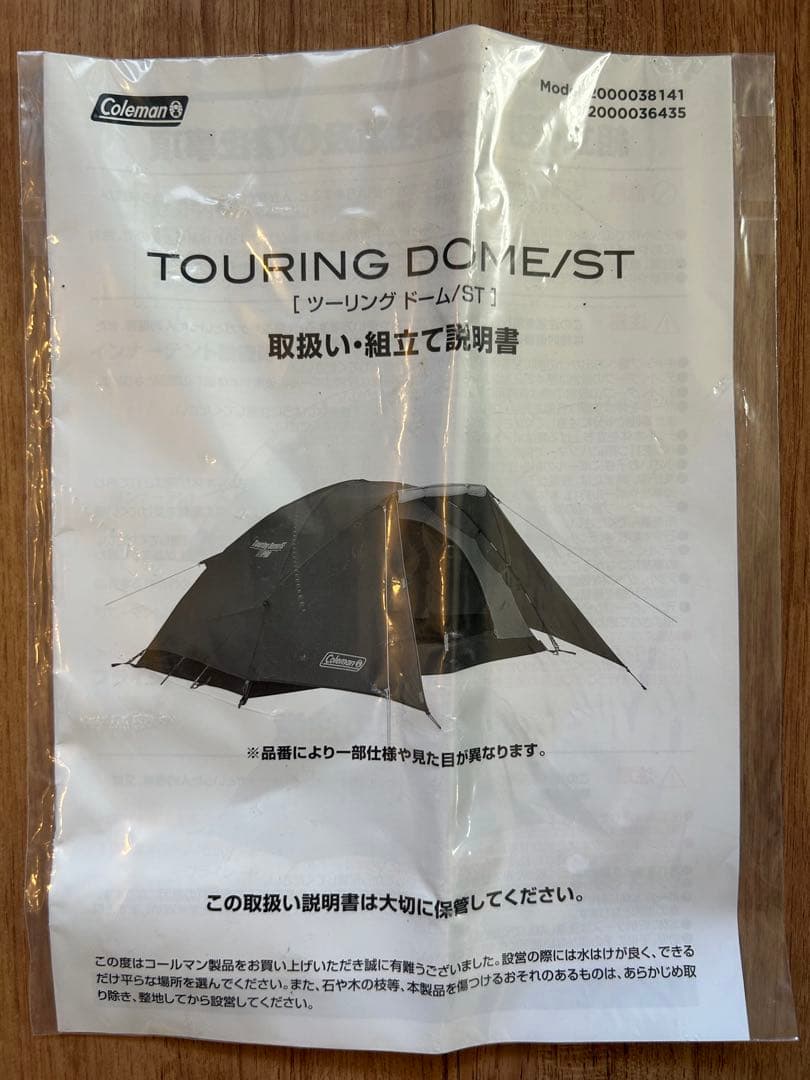 Coleman
Model 2000038141
2000036435
TOURING DOME/ST
[ ツーリング ドーム/ST ]
取扱い・組立て説明書
Touring Dome/ST
Coleman
※品番により一部仕様や見た目が異なります。
この取扱い説明書は大切に保管してください。
この度はコールマン製品をお買い上げいただき誠に有難うございました。設営の際には水はけが良く、できる
だけ平らな場所を選んでください。また、石や木の枝等、本製品を傷つけるおそれのあるものは、あらかじめ取
り除き、整地してから設営してください。